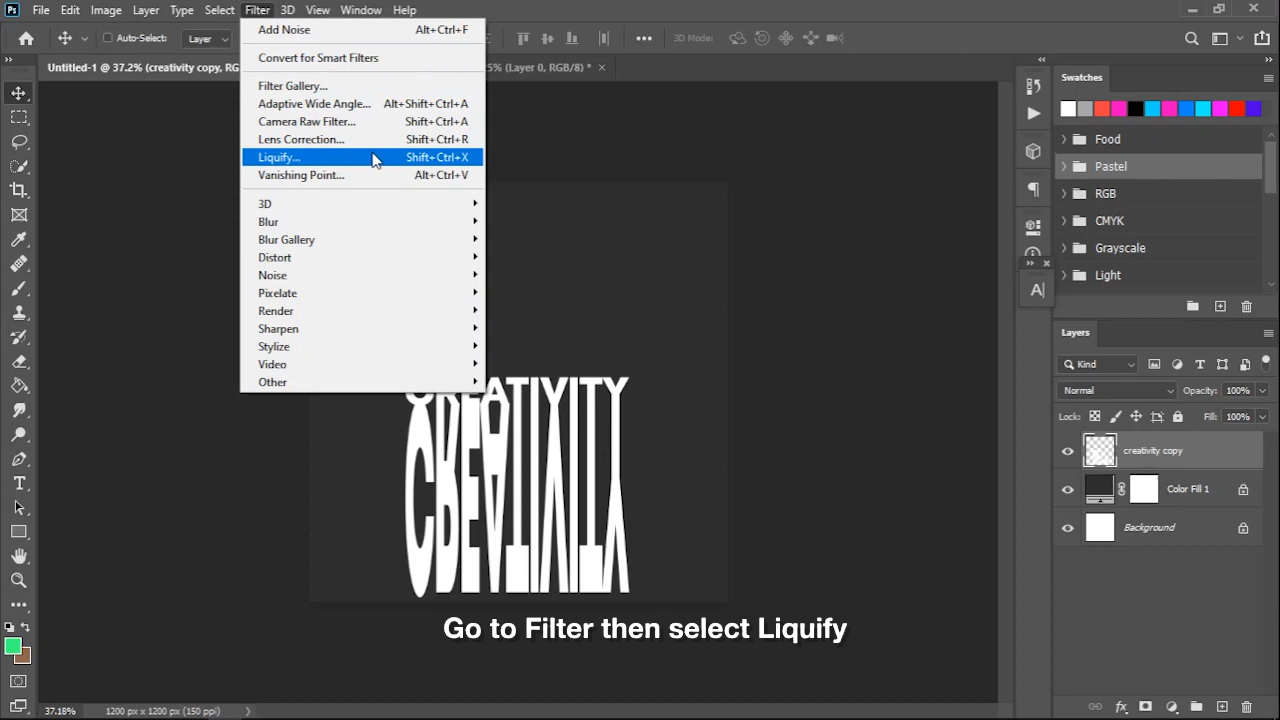 Ps File Edit Image Layer Type Select Filter 3D View Window Help
Auto-Select: Layer 3D Mode:
Untitled-1 @ 37.2% (creativity copy, RG 5% (Layer 0, RGB/8) * ×
Add Noise Alt+Ctrl+F
Convert for Smart Filters
Filter Gallery...
Adaptive Wide Angle... Alt+Shift+Ctrl+A
Camera Raw Filter... Shift+Ctrl+A
Lens Correction... Shift+Ctrl+R
Liquify... Shift+Ctrl+X
Vanishing Point... Alt+Ctrl+V
3D
Blur
Blur Gallery
Distort
Noise
Pixelate
Render
Sharpen
Stylize
Video
Other
Swatches
Food
Pastel
RGB
CMYK
Grayscale
Light
Layers
Kind
Normal Opacity: 100%
Lock: Fill: 100%
creativity copy
Color Fill 1
Background
Go to Filter then select Liquify
37.18% 1200 px x 1200 px (150 ppi)